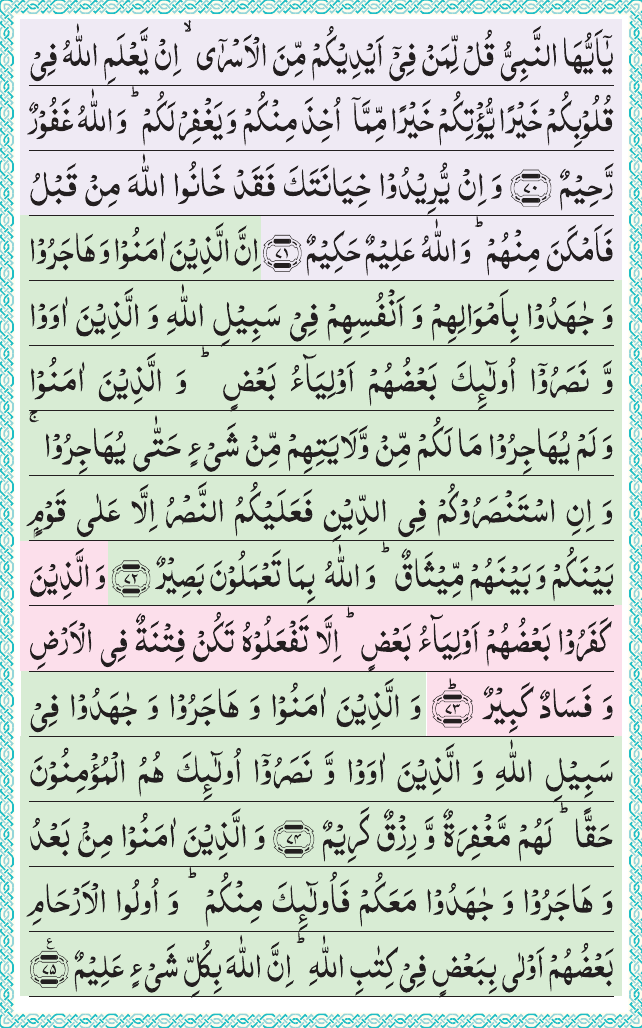 يٰۤاَيُّهَا النَّبِيُّ قُلْ لِّمَنْ فِيْۤ اَيْدِيْكُمْ مِّنَ الْاَسْرٰۤى ۙ اِنْ يَّعْلَمِ اللّٰهُ فِيْ
قُلُوْبِكُمْ خَيْرًا يُّؤْتِكُمْ خَيْرًا مِّمَّاۤ اُخِذَ مِنْكُمْ وَيَغْفِرْ لَكُمْ ؕ وَاللّٰهُ غَفُوْرٌ
رَّحِيْمٌ ﴿٧٠﴾ وَاِنْ يُّرِيْدُوْا خِيَانَتَكَ فَقَدْ خَانُوا اللّٰهَ مِنْ قَبْلُ
فَاَمْكَنَ مِنْهُمْ ؕ وَاللّٰهُ عَلِيْمٌ حَكِيْمٌ ﴿٧١﴾ اِنَّ الَّذِيْنَ اٰمَنُوْا وَهَاجَرُوْا
وَ جٰهَدُوْا بِاَمْوَالِهِمْ وَ اَنْفُسِهِمْ فِيْ سَبِيْلِ اللّٰهِ وَ الَّذِيْنَ اٰوَوْا
وَّ نَصَرُوْۤا اُولٰٓئِكَ بَعْضُهُمْ اَوْلِيَآءُ بَعْضٍ ؕ وَ الَّذِيْنَ اٰمَنُوْا
وَ لَمْ يُهَاجِرُوْا مَا لَكُمْ مِّنْ وَّلَايَتِهِمْ مِّنْ شَيْءٍ حَتّٰى يُهَاجِرُوْا ۚ
وَ اِنِ اسْتَنْصَرُوْكُمْ فِي الدِّيْنِ فَعَلَيْكُمُ النَّصْرُ اِلَّا عَلٰى قَوْمٍۭ
بَيْنَكُمْ وَ بَيْنَهُمْ مِّيْثَاقٌ ؕ وَاللّٰهُ بِمَا تَعْمَلُوْنَ بَصِيْرٌ ﴿٧٢﴾ وَ الَّذِيْنَ
كَفَرُوْا بَعْضُهُمْ اَوْلِيَآءُ بَعْضٍ ؕ اِلَّا تَفْعَلُوْهُ تَكُنْ فِتْنَةٌ فِي الْاَرْضِ
وَ فَسَادٌ كَبِيْرٌ ؕ﴿٧٣﴾ وَ الَّذِيْنَ اٰمَنُوْا وَ هَاجَرُوْا وَ جٰهَدُوْا فِيْ
سَبِيْلِ اللّٰهِ وَ الَّذِيْنَ اٰوَوْا وَّ نَصَرُوْۤا اُولٰٓئِكَ هُمُ الْمُؤْمِنُوْنَ
حَقًّا ؕ لَهُمْ مَّغْفِرَةٌ وَّ رِزْقٌ كَرِيْمٌ ﴿٧٤﴾ وَ الَّذِيْنَ اٰمَنُوْا مِنْۢ بَعْدُ
وَ هَاجَرُوْا وَ جٰهَدُوْا مَعَكُمْ فَاُولٰٓئِكَ مِنْكُمْ ؕ وَ اُولُوا الْاَرْحَامِ
بَعْضُهُمْ اَوْلٰى بِبَعْضٍ فِيْ كِتٰبِ اللّٰهِ ؕ اِنَّ اللّٰهَ بِكُلِّ شَيْءٍ عَلِيْمٌ ﴿٧٥﴾ ع